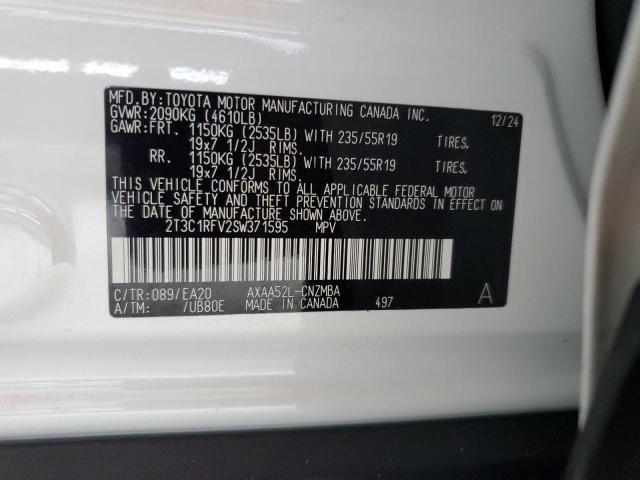 MFD.BY:TOYOTA MOTOR MANUFACTURING CANADA INC. 12/24
GVWR:2090KG (4610LB)
GAWR:FRT. 1150KG (2535LB) WITH 235/55R19 TIRES,
19x7 1/2J RIMS.
RR. 1150KG (2535LB) WITH 235/55R19 TIRES,
19x7 1/2J RIMS.
THIS VEHICLE CONFORMS TO ALL APPLICABLE FEDERAL MOTOR
VEHICLE SAFETY AND THEFT PREVENTION STANDARDS IN EFFECT
ON THE DATE OF MANUFACTURE SHOWN ABOVE.
2T3C1RFV2SW371595 MPV
C/TR:089/EA20 AXAA52L-CNZMBA A
A/TM: /UB80E MADE IN CANADA 497